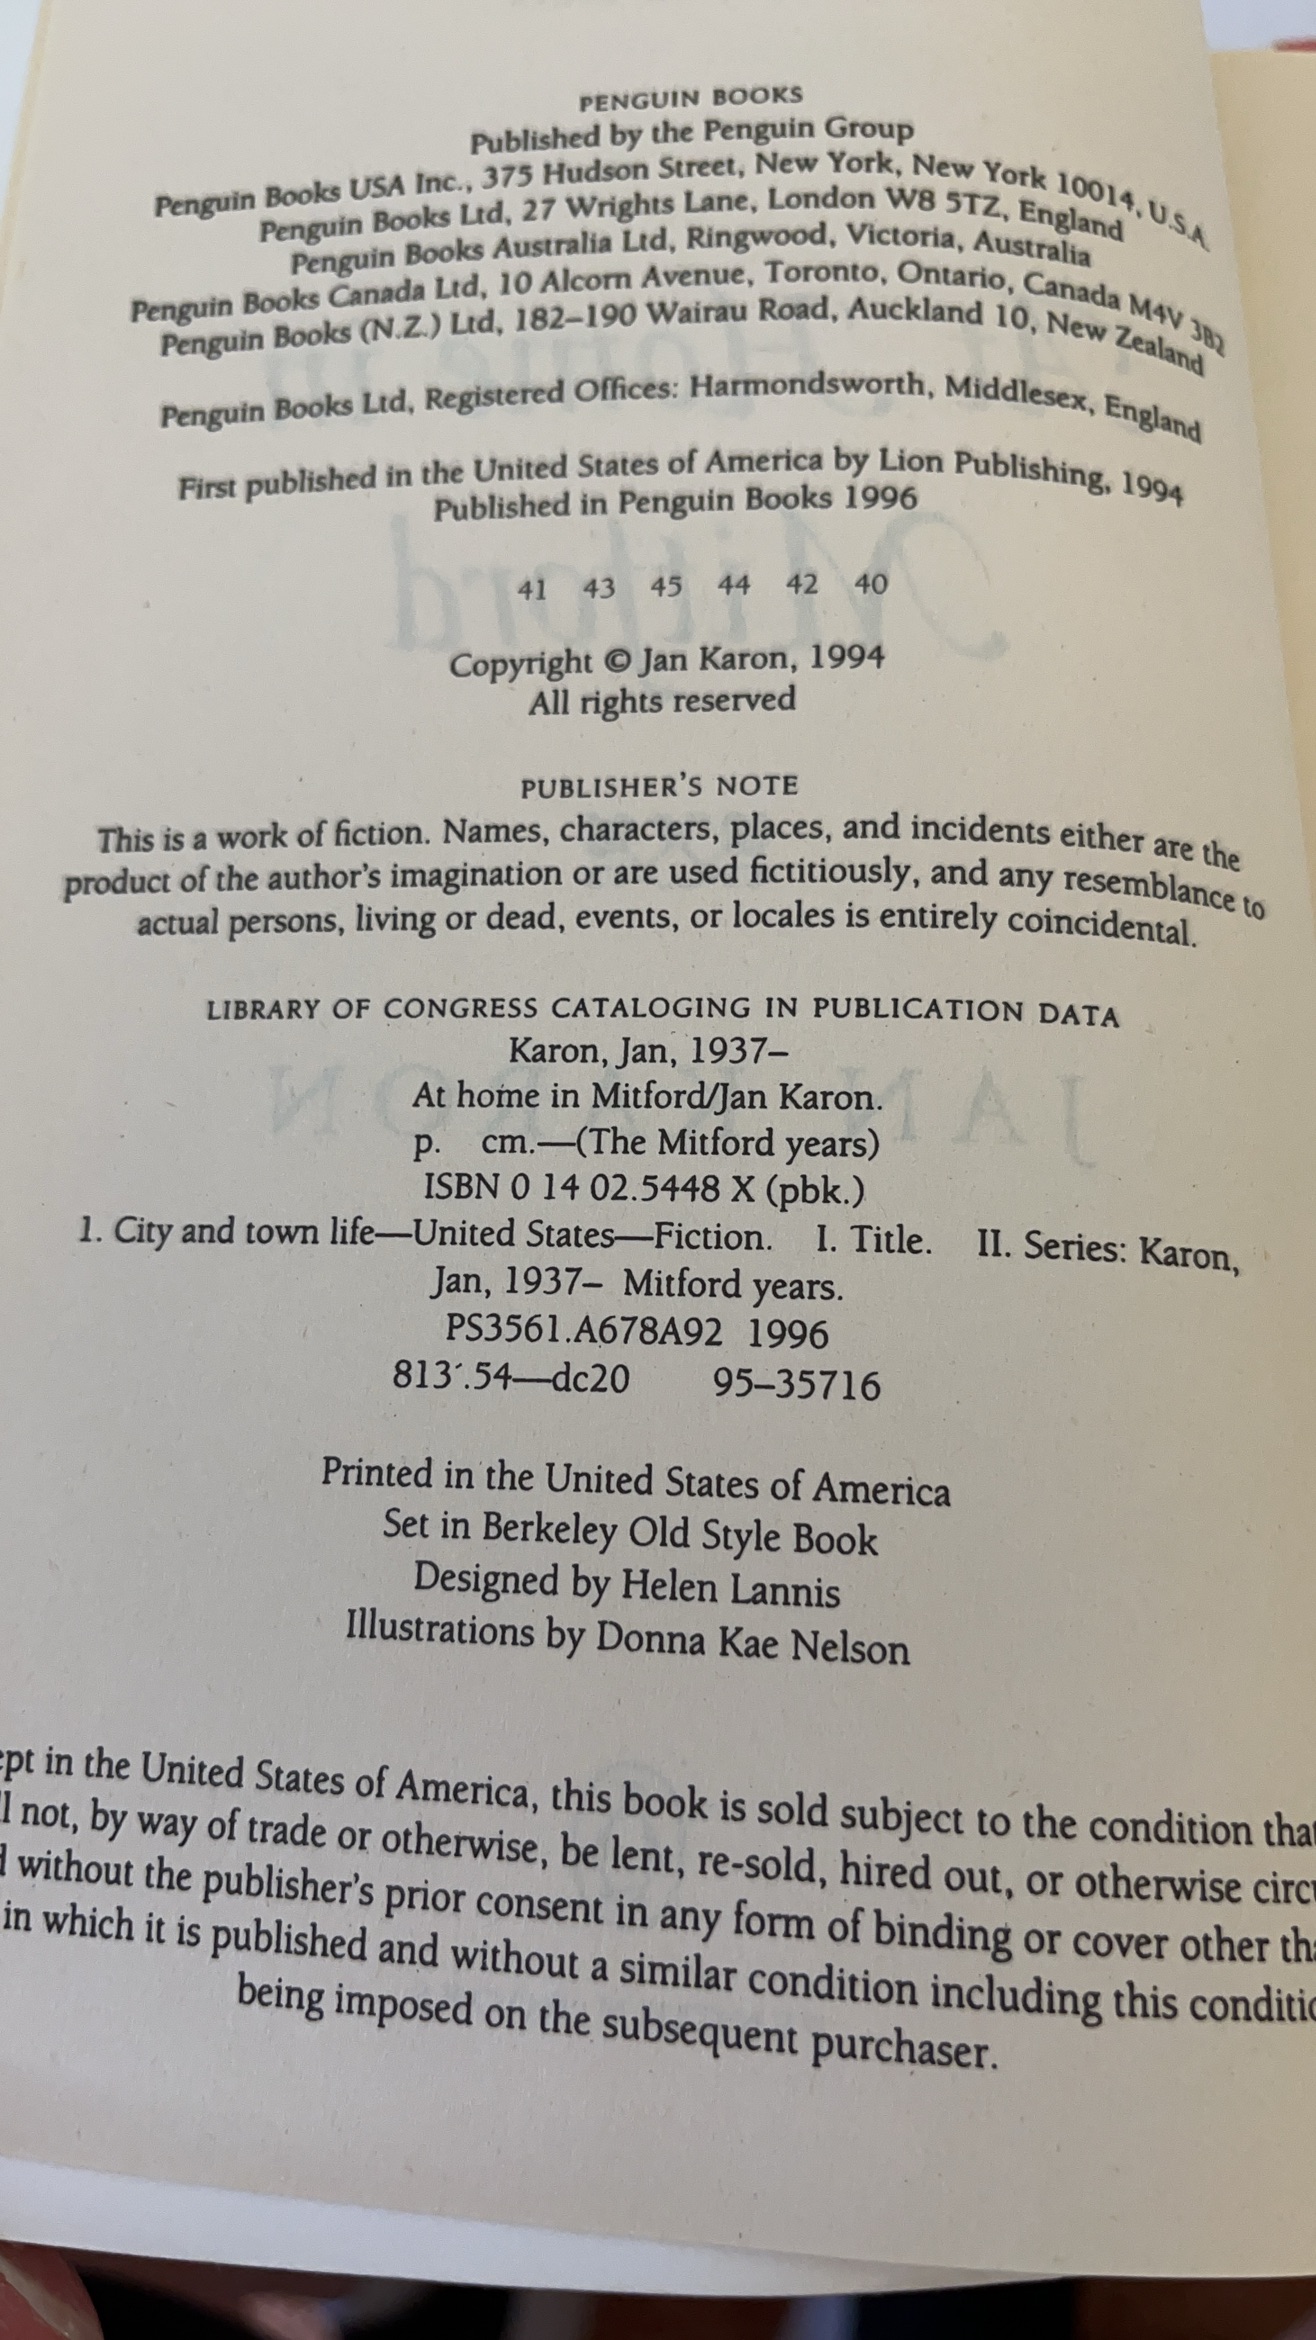 PENGUIN BOOKS
Published by the Penguin Group
Penguin Books USA Inc., 375 Hudson Street, New York, New York 10014, U.S.A.
Penguin Books Ltd, 27 Wrights Lane, London W8 5TZ, England
Penguin Books Australia Ltd, Ringwood, Victoria, Australia
Penguin Books Canada Ltd, 10 Alcorn Avenue, Toronto, Ontario, Canada M4V 3B2
Penguin Books (N.Z.) Ltd, 182–190 Wairau Road, Auckland 10, New Zealand
Penguin Books Ltd, Registered Offices: Harmondsworth, Middlesex, England
First published in the United States of America by Lion Publishing, 1994
Published in Penguin Books 1996
41 43 45 44 42 40
Copyright © Jan Karon, 1994
All rights reserved
PUBLISHER'S NOTE
This is a work of fiction. Names, characters, places, and incidents either are the
product of the author's imagination or are used fictitiously, and any resemblance to
actual persons, living or dead, events, or locales is entirely coincidental.
LIBRARY OF CONGRESS CATALOGING IN PUBLICATION DATA
Karon, Jan, 1937–
At home in Mitford/Jan Karon.
p. cm.—(The Mitford years)
ISBN 0 14 02.5448 X (pbk.)
1. City and town life—United States—Fiction. I. Title. II. Series: Karon,
Jan, 1937– Mitford years.
PS3561.A678A92 1996
813´.54—dc20 95–35716
Printed in the United States of America
Set in Berkeley Old Style Book
Designed by Helen Lannis
Illustrations by Donna Kae Nelson
ept in the United States of America, this book is sold subject to the condition that
l not, by way of trade or otherwise, be lent, re-sold, hired out, or otherwise circu
d without the publisher's prior consent in any form of binding or cover other tha
in which it is published and without a similar condition including this conditio
being imposed on the subsequent purchaser.